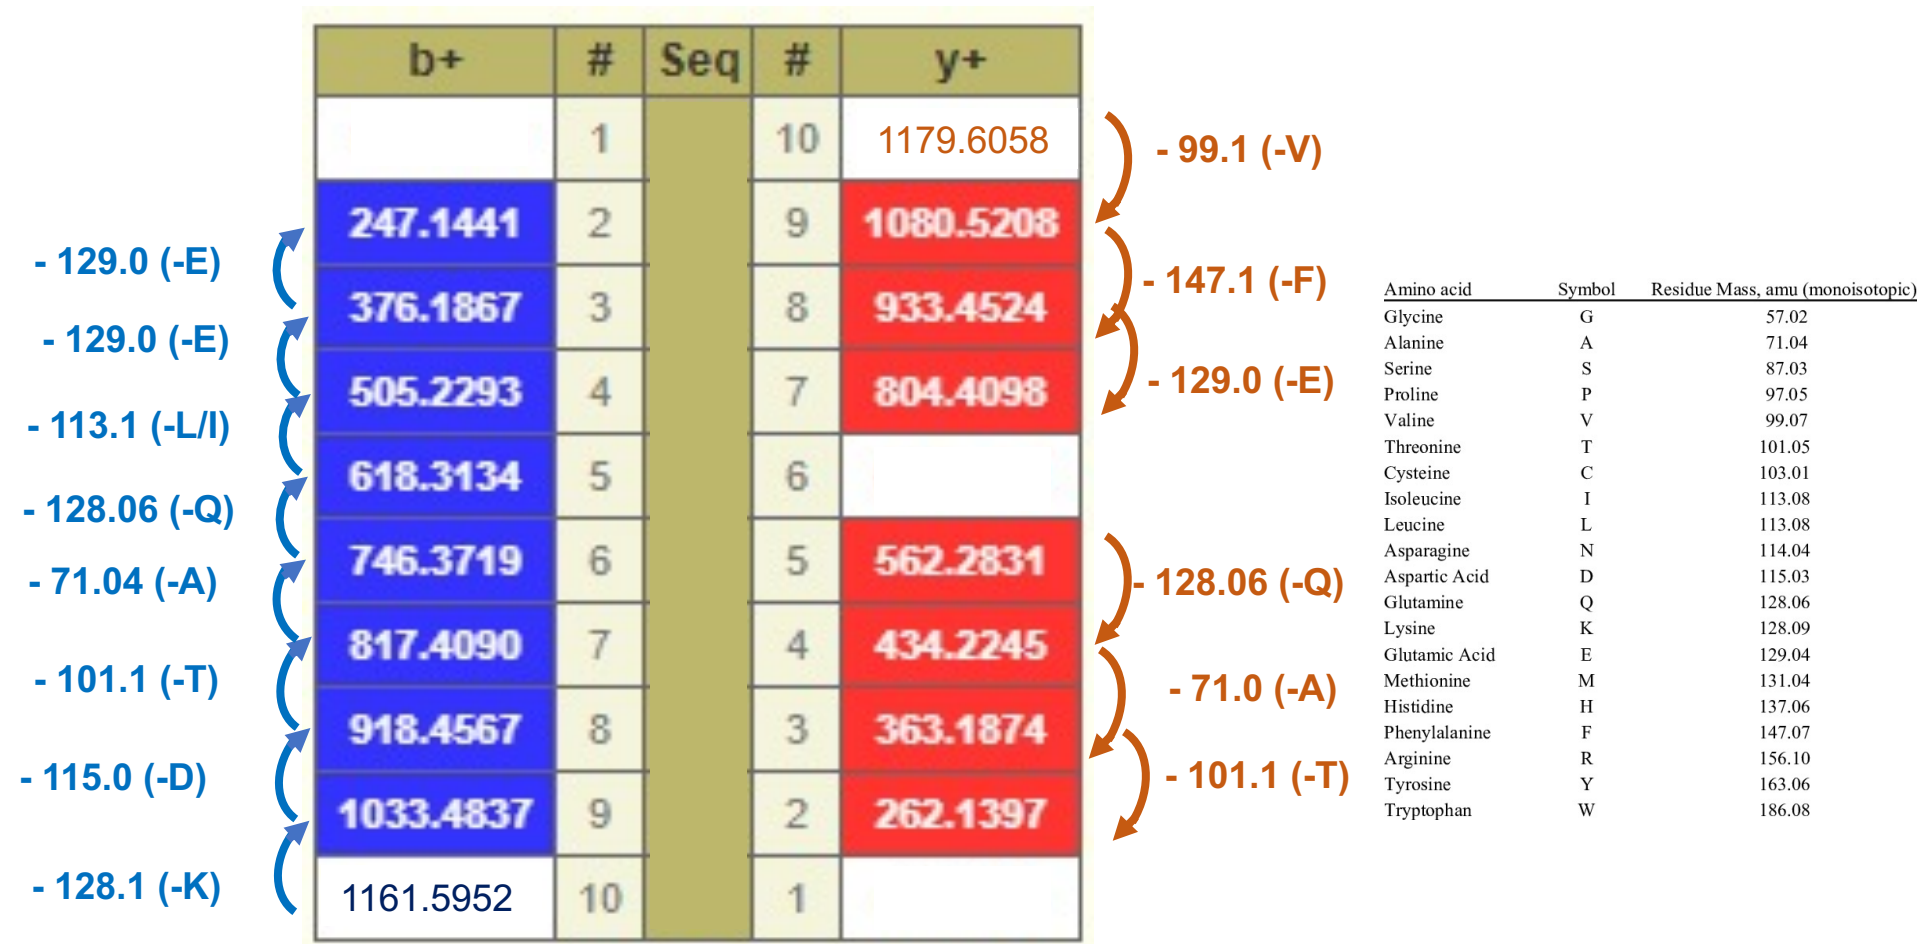 b+ # Seq # y+
1 10 1179.6058
247.1441 2 9 1080.5208
376.1867 3 8 933.4524
505.2293 4 7 804.4098
618.3134 5 6
746.3719 6 5 562.2831
817.4090 7 4 434.2245
918.4567 8 3 363.1874
1033.4837 9 2 262.1397
1161.5952 10 1
- 129.0 (-E)
- 129.0 (-E)
- 113.1 (-L/I)
- 128.06 (-Q)
- 71.04 (-A)
- 101.1 (-T)
- 115.0 (-D)
- 128.1 (-K)
- 99.1 (-V)
- 147.1 (-F)
- 129.0 (-E)
- 128.06 (-Q)
- 71.0 (-A)
- 101.1 (-T)
Amino acid Symbol Residue Mass, amu (monoisotopic)
Glycine G 57.02
Alanine A 71.04
Serine S 87.03
Proline P 97.05
Valine V 99.07
Threonine T 101.05
Cysteine C 103.01
Isoleucine I 113.08
Leucine L 113.08
Asparagine N 114.04
Aspartic Acid D 115.03
Glutamine Q 128.06
Lysine K 128.09
Glutamic Acid E 129.04
Methionine M 131.04
Histidine H 137.06
Phenylalanine F 147.07
Arginine R 156.10
Tyrosine Y 163.06
Tryptophan W 186.08